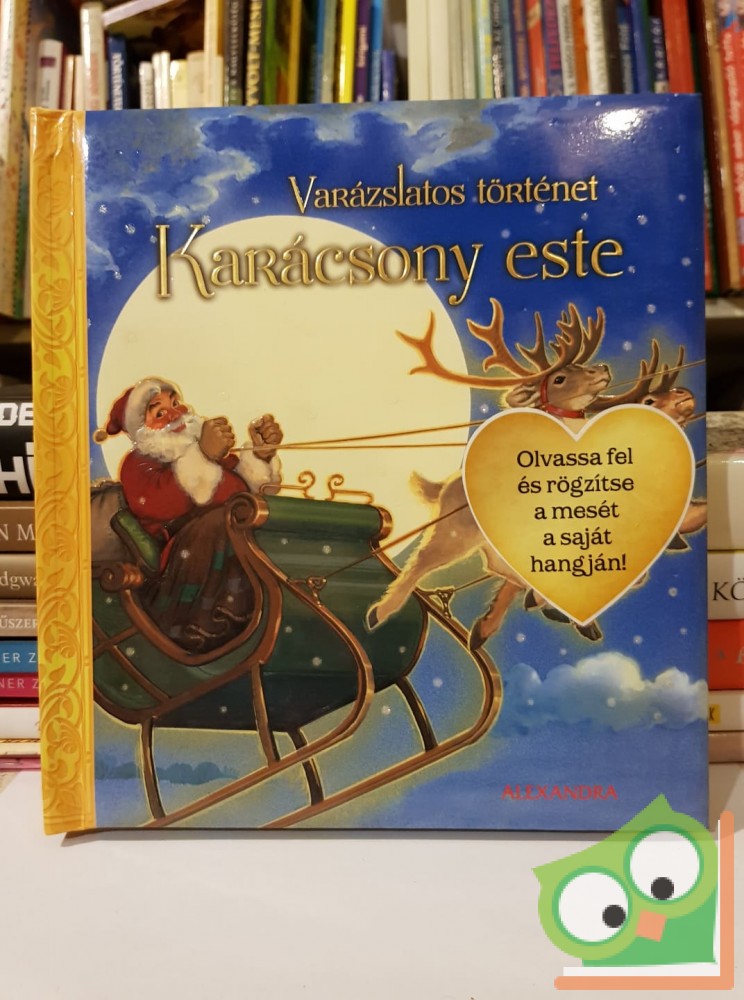 Varázslatos történet
Karácsony este
Olvassa fel
és rögzítse
a mesét
a saját
hangján!
ALEXANDRA